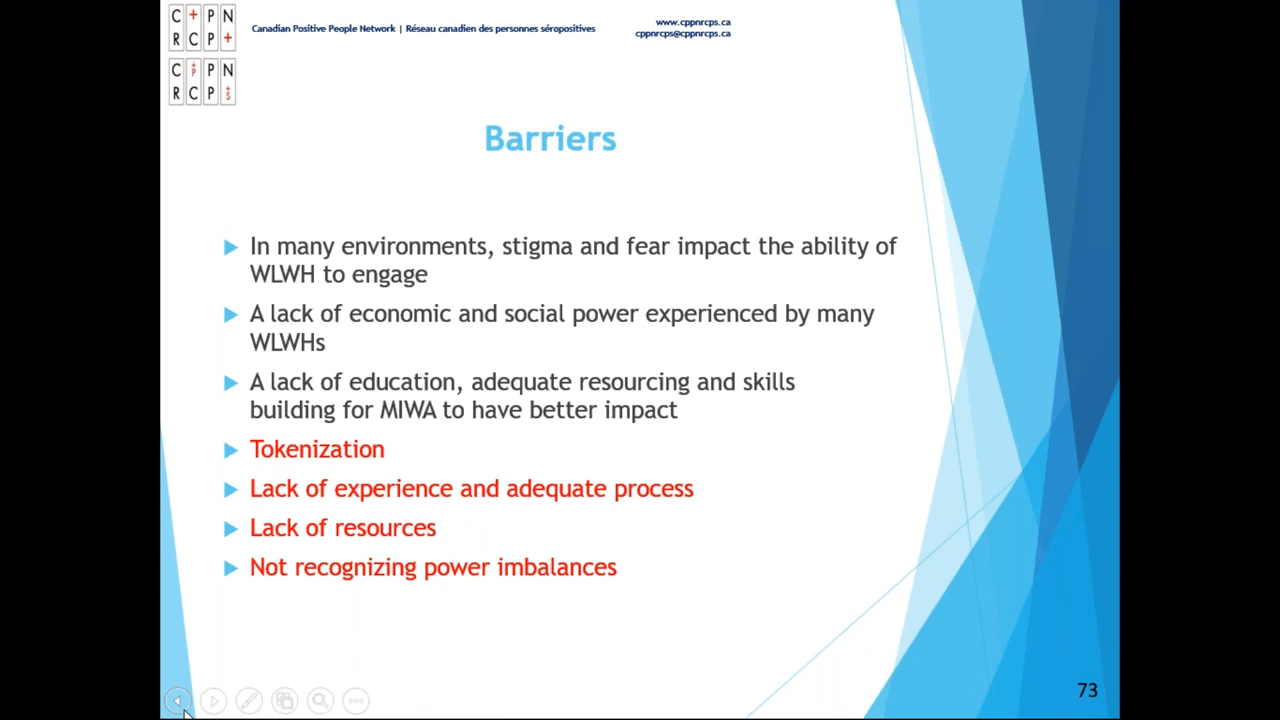 C + P N
R C P +
Canadian Positive People Network | Réseau canadien des personnes séropositives
www.cppnrcps.ca
cppnrcps@cppnrcps.ca
C +P P N
R C P +S
Barriers
In many environments, stigma and fear impact the ability of
WLWH to engage
A lack of economic and social power experienced by many
WLWHs
A lack of education, adequate resourcing and skills
building for MIWA to have better impact
Tokenization
Lack of experience and adequate process
Lack of resources
Not recognizing power imbalances
73